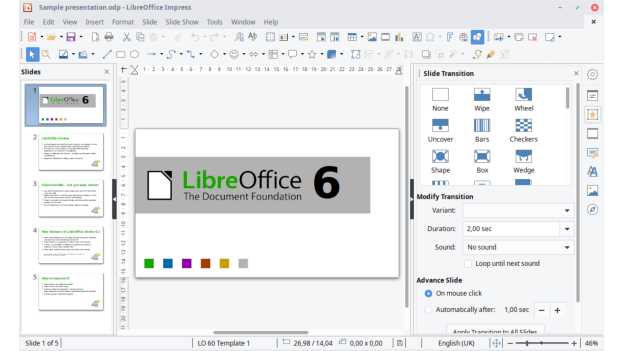 Sample presentation.odp - LibreOffice Impress
File Edit View Insert Format Slide Slide Show Tools Window Help
Slides
1
LibreOffice 6
2
3
4
5
LibreOffice 6
The Document Foundation
Slide Transition
None Wipe Wheel
Uncover Bars Checkers
Shape Box Wedge
Modify Transition
Variant:
Duration: 2,00 sec
Sound: No sound
Loop until next sound
Advance Slide
On mouse click
Automatically after: 1,00 sec
Apply Transition to All Slides
Slide 1 of 5 LO 60 Template 1 26,98 / 14,04 0,00 x 0,00 English (UK) 46%